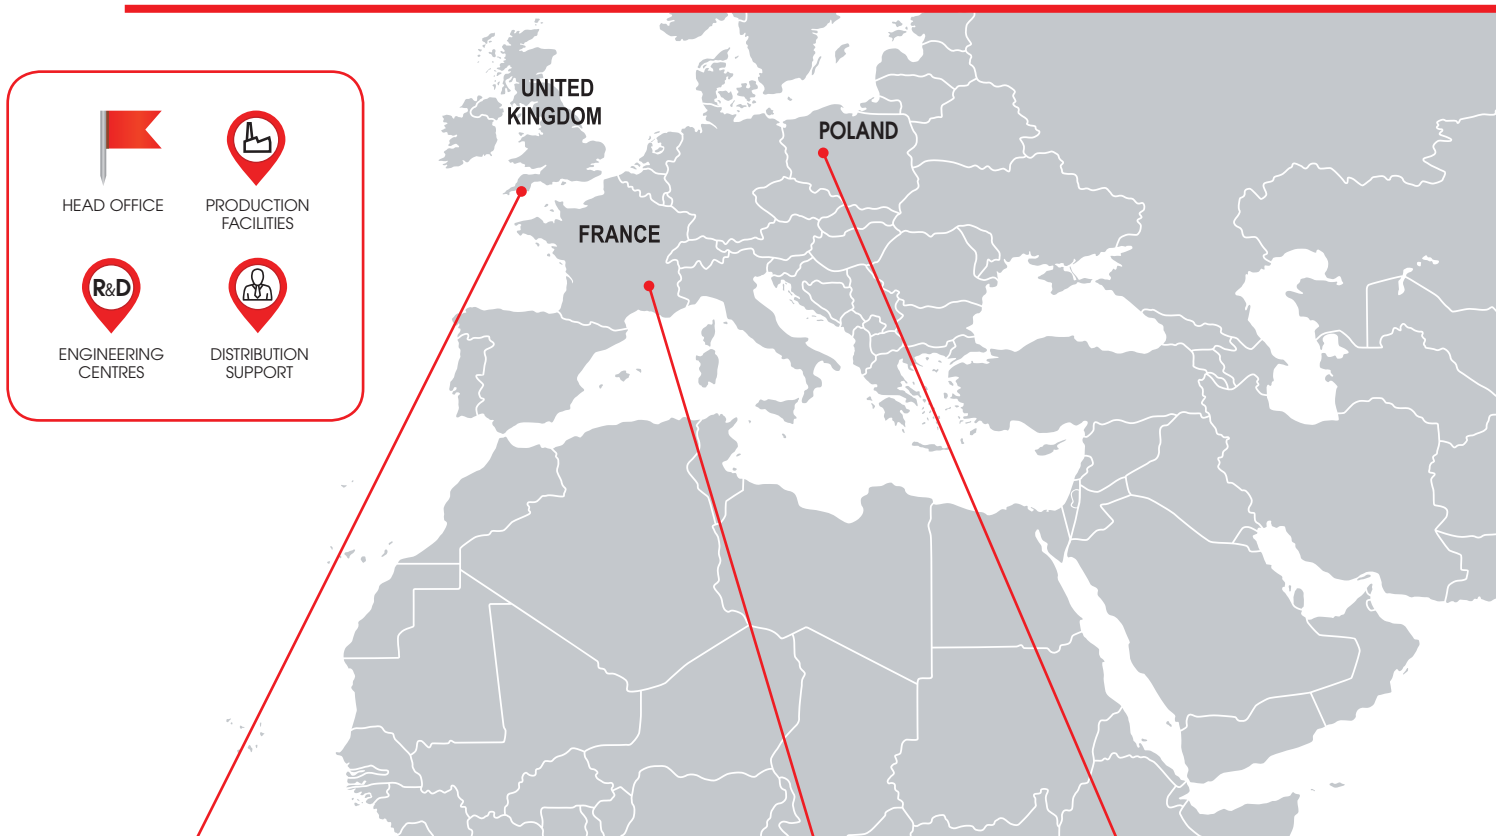 HEAD OFFICE
PRODUCTION
FACILITIES
R&D
ENGINEERING
CENTRES
DISTRIBUTION
SUPPORT
UNITED
KINGDOM
POLAND
FRANCE